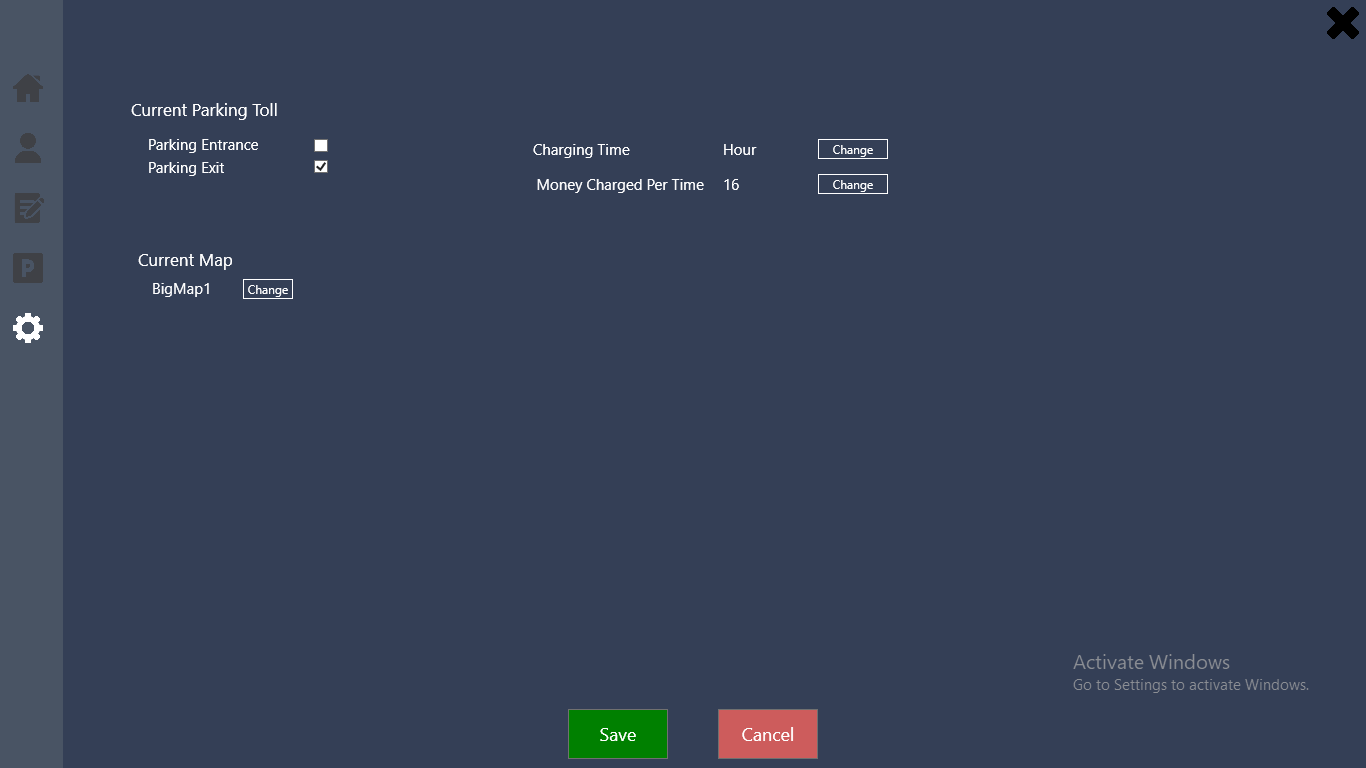 Current Parking Toll
Parking Entrance
Parking Exit
Charging Time Hour Change
Money Charged Per Time 16 Change
Current Map
BigMap1 Change
P
Activate Windows
Go to Settings to activate Windows.
Save Cancel